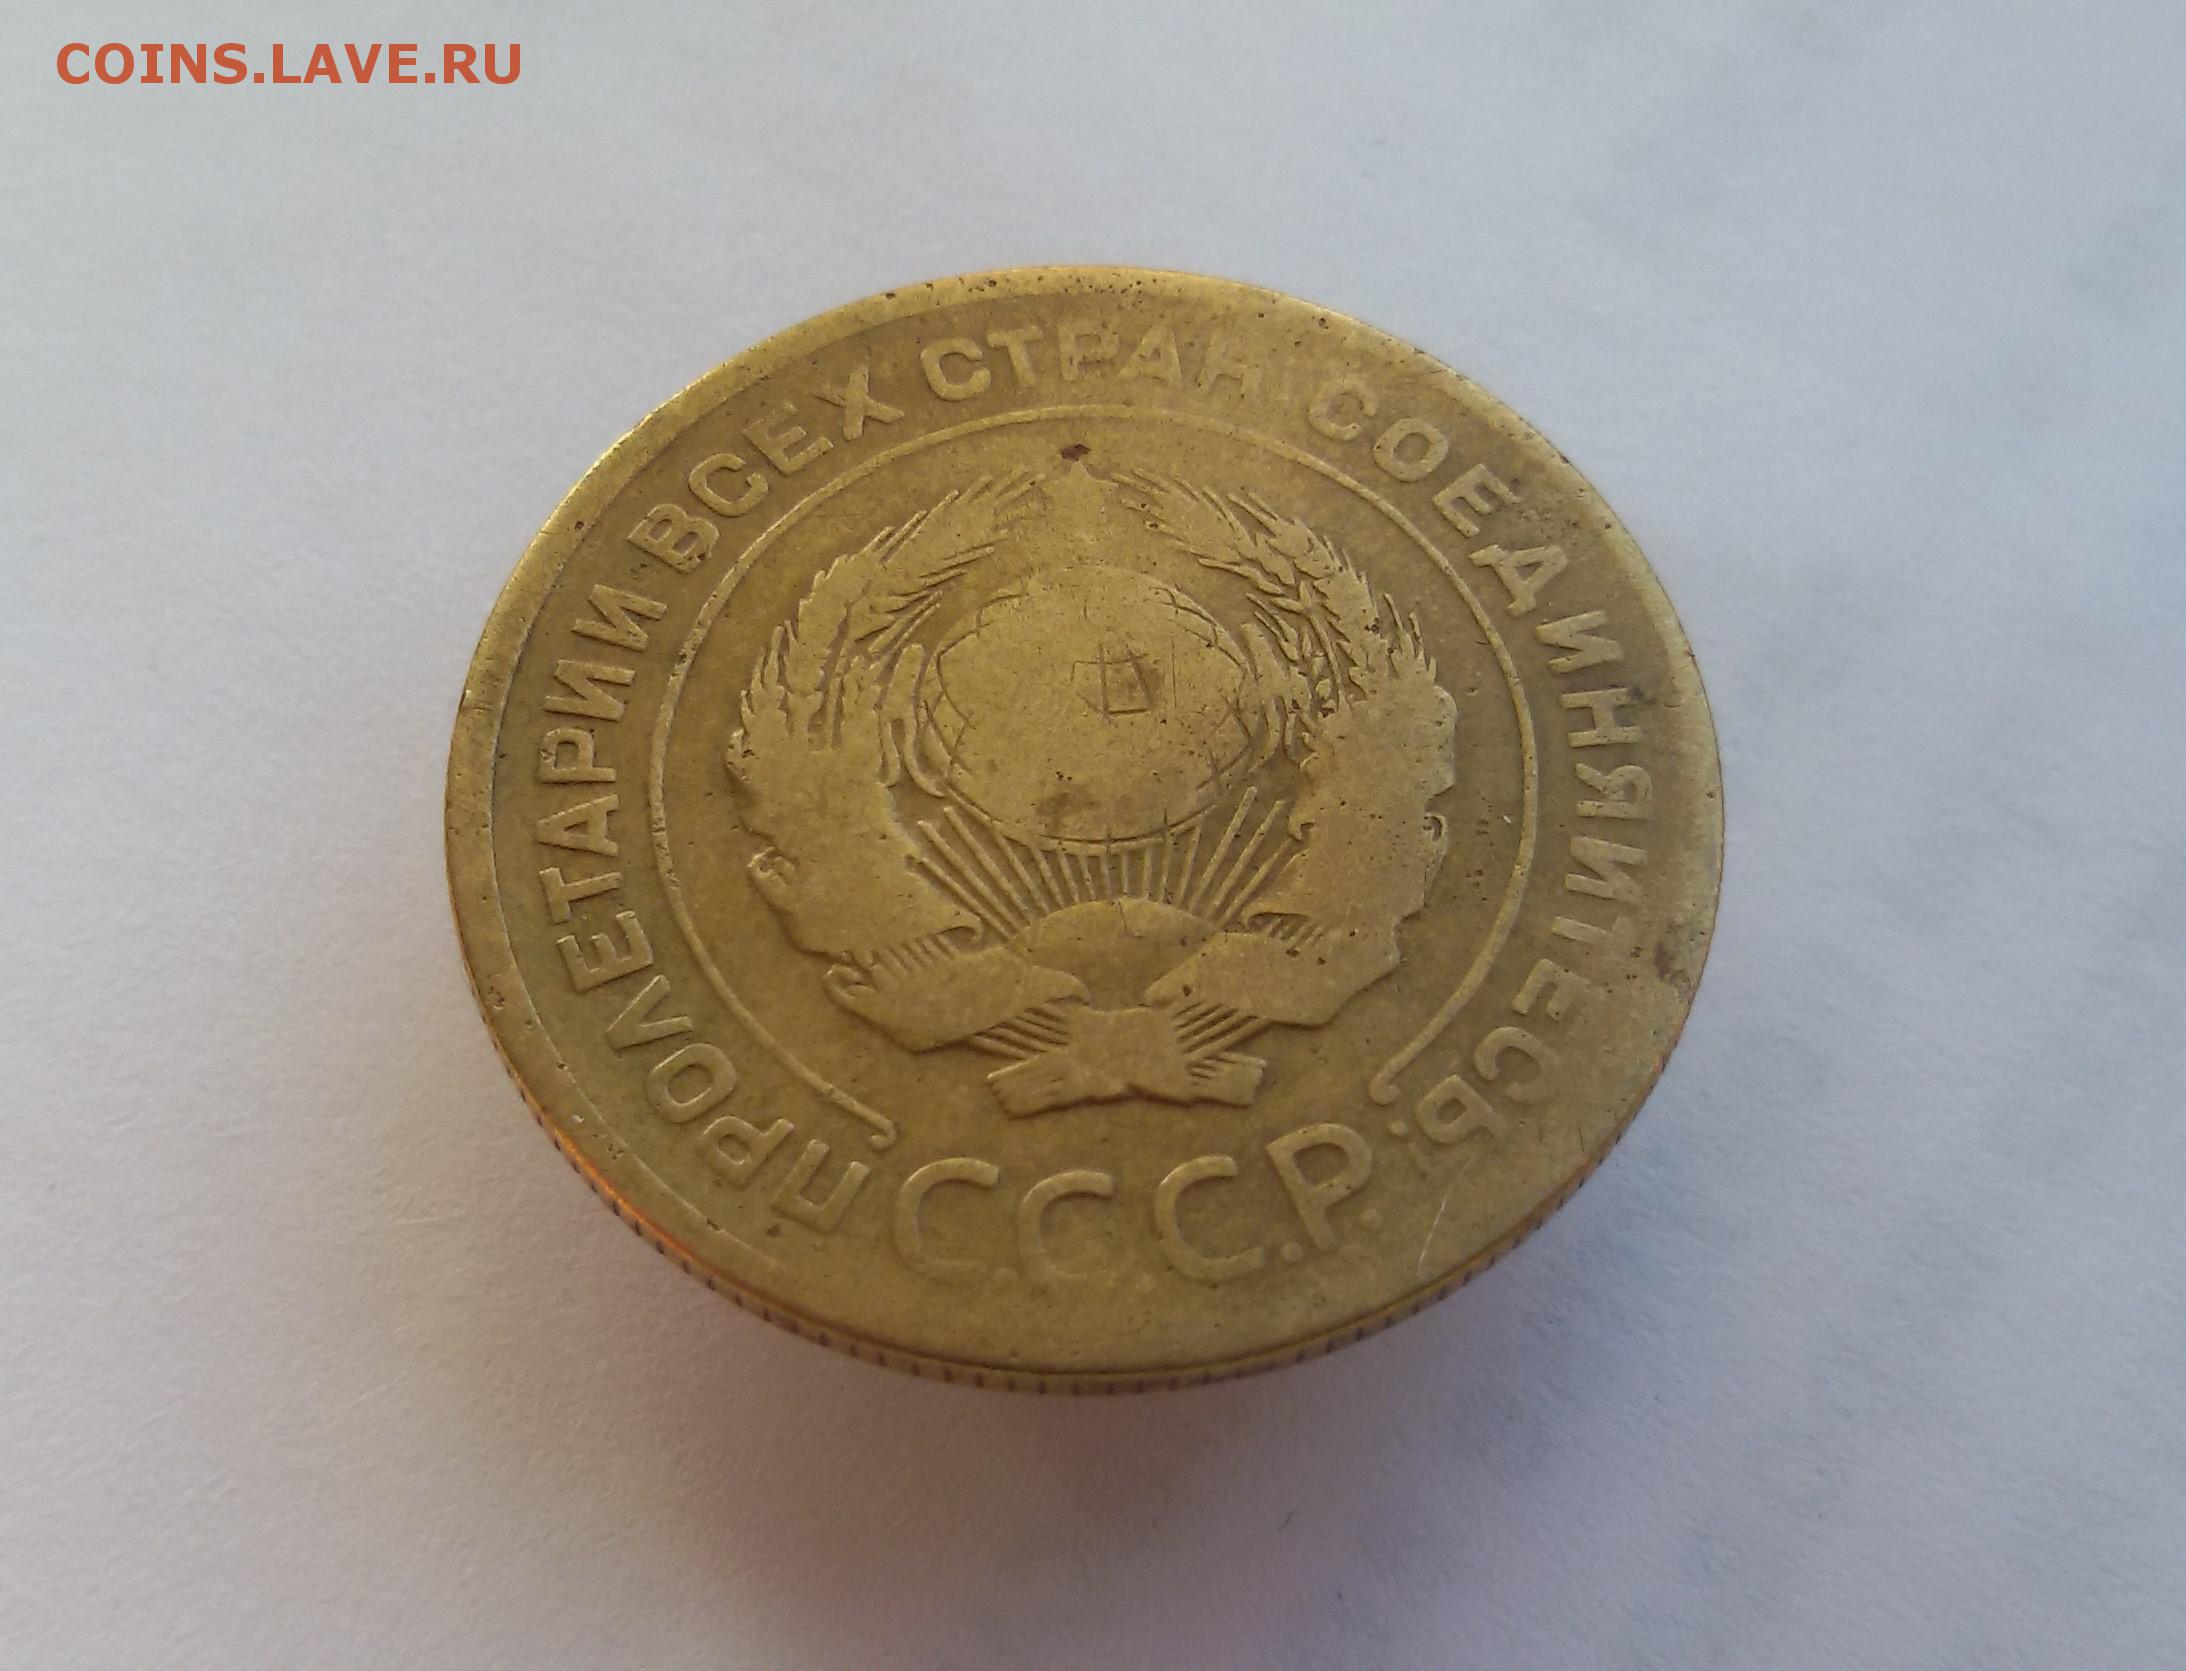 COINS.LAVE.RU
ПРОЛЕТАРИИ ВСЕХ СТРАН СОЕДИНЯЙТЕСЬ!
С.С.С.Р.